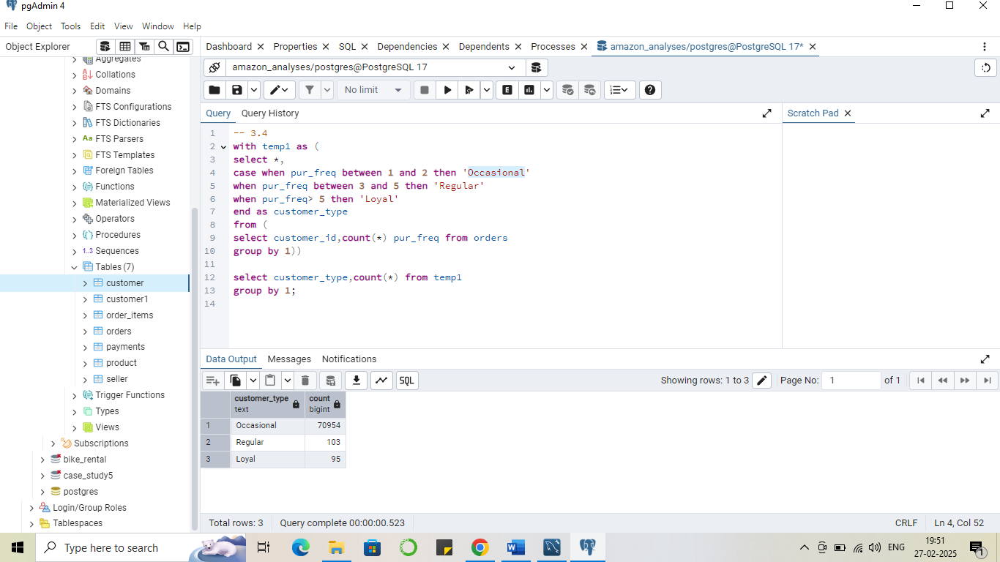 pgAdmin 4
File Object Tools Edit View Window Help
Object Explorer
Dashboard Properties SQL Dependencies Dependents Processes amazon_analyses/postgres@PostgreSQL 17*
Aggregates
Collations
Domains
FTS Configurations
FTS Dictionaries
Aa FTS Parsers
FTS Templates
Foreign Tables
Functions
Materialized Views
Operators
Procedures
1..3 Sequences
Tables (7)
customer
customer1
order_items
orders
payments
product
seller
Trigger Functions
Types
Views
Subscriptions
bike_rental
case_study5
postgres
Login/Group Roles
Tablespaces
amazon_analyses/postgres@PostgreSQL 17
No limit
E
Query Query History
Scratch Pad
1 -- 3.4
2 with temp1 as (
3 select *,
4 case when pur_freq between 1 and 2 then 'Occasional'
5 when pur_freq between 3 and 5 then 'Regular'
6 when pur_freq> 5 then 'Loyal'
7 end as customer_type
8 from (
9 select customer_id,count(*) pur_freq from orders
10 group by 1))
11
12 select customer_type,count(*) from temp1
13 group by 1;
14
Data Output Messages Notifications
SQL
Showing rows: 1 to 3 Page No: 1 of 1
customer_type count
text bigint
1 Occasional 70954
2 Regular 103
3 Loyal 95
Total rows: 3 Query complete 00:00:00.523 CRLF Ln 4, Col 52
Type here to search
ENG
19:51
27-02-2025
1